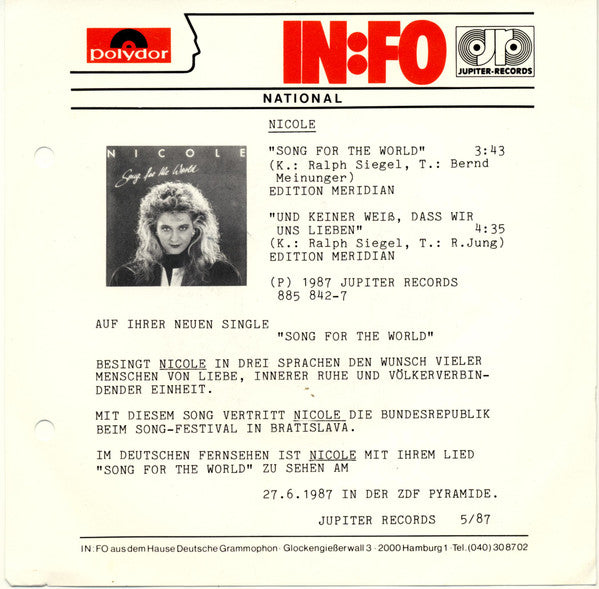 polydor
IN:FO
JUPITER-RECORDS
NATIONAL
NICOLE
NICOLE
Song for the World
"SONG FOR THE WORLD" 3:43
(K.: Ralph Siegel, T.: Bernd
Meinunger)
EDITION MERIDIAN
"UND KEINER WEIß, DASS WIR
UNS LIEBEN" 4:35
(K.: Ralph Siegel, T.: R.Jung)
EDITION MERIDIAN
(P) 1987 JUPITER RECORDS
885 842-7
AUF IHRER NEUEN SINGLE
"SONG FOR THE WORLD"
BESINGT NICOLE IN DREI SPRACHEN DEN WUNSCH VIELER
MENSCHEN VON LIEBE, INNERER RUHE UND VÖLKERVERBIN-
DENDER EINHEIT.
MIT DIESEM SONG VERTRITT NICOLE DIE BUNDESREPUBLIK
BEIM SONG-FESTIVAL IN BRATISLAVA.
IM DEUTSCHEN FERNSEHEN IST NICOLE MIT IHREM LIED
"SONG FOR THE WORLD" ZU SEHEN AM
27.6.1987 IN DER ZDF PYRAMIDE.
JUPITER RECORDS 5/87
IN:FO aus dem Hause Deutsche Grammophon · Glockengießerwall 3 · 2000 Hamburg 1 · Tel. (040) 30 87 02